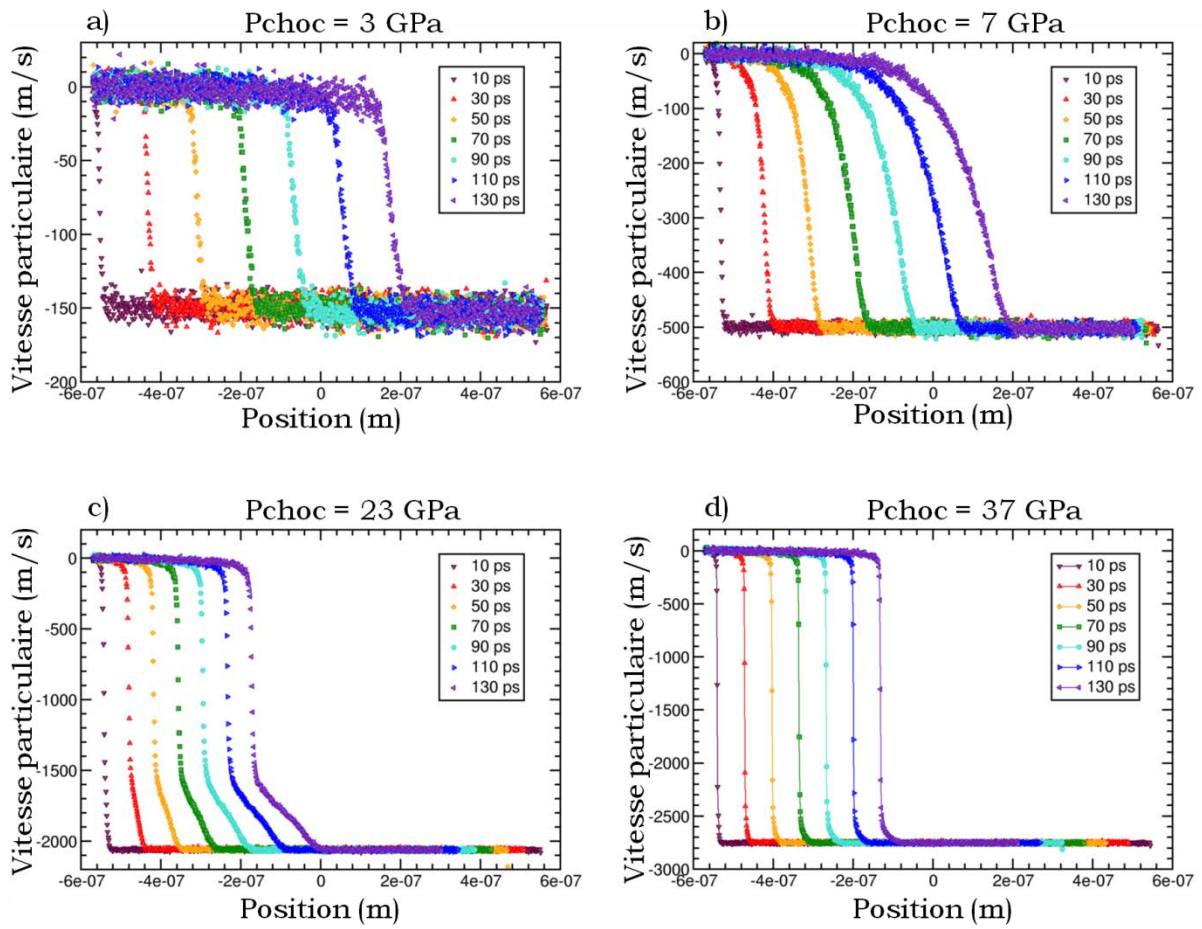 a) Pchoc = 3 GPa
Vitesse particulaire (m/s)
0
-50
-100
-150
-200
10 ps
30 ps
50 ps
70 ps
90 ps
110 ps
130 ps
-6e-07 -4e-07 -2e-07 0 2e-07 4e-07 6e-07
Position (m)
b) Pchoc = 7 GPa
Vitesse particulaire (m/s)
0
-100
-200
-300
-400
-500
-600
10 ps
30 ps
50 ps
70 ps
90 ps
110 ps
130 ps
-6e-07 -4e-07 -2e-07 0 2e-07 4e-07 6e-07
Position (m)
c) Pchoc = 23 GPa
Vitesse particulaire (m/s)
0
-500
-1000
-1500
-2000
10 ps
30 ps
50 ps
70 ps
90 ps
110 ps
130 ps
-6e-07 -4e-07 -2e-07 0 2e-07 4e-07 6e-07
Position (m)
d) Pchoc = 37 GPa
Vitesse particulaire (m/s)
0
-500
-1000
-1500
-2000
-2500
-3000
10 ps
30 ps
50 ps
70 ps
90 ps
110 ps
130 ps
-6e-07 -4e-07 -2e-07 0 2e-07 4e-07 6e-07
Position (m)